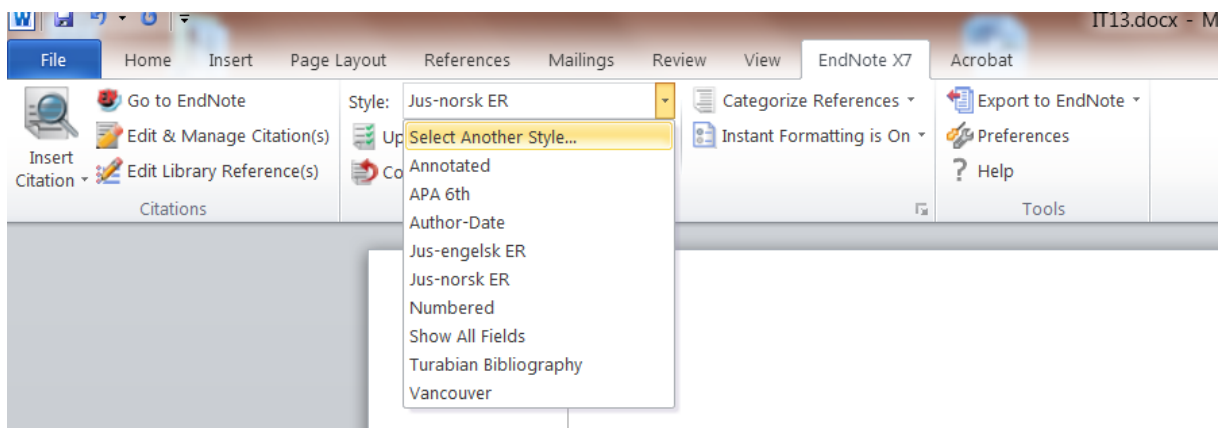 IT13.docx - M
File Home Insert Page Layout References Mailings Review View EndNote X7 Acrobat
Insert Citation
Go to EndNote
Edit & Manage Citation(s)
Edit Library Reference(s)
Citations
Style: Jus-norsk ER
Up
Co
Select Another Style...
Annotated
APA 6th
Author-Date
Jus-engelsk ER
Jus-norsk ER
Numbered
Show All Fields
Turabian Bibliography
Vancouver
Categorize References
Instant Formatting is On
Export to EndNote
Preferences
? Help
Tools